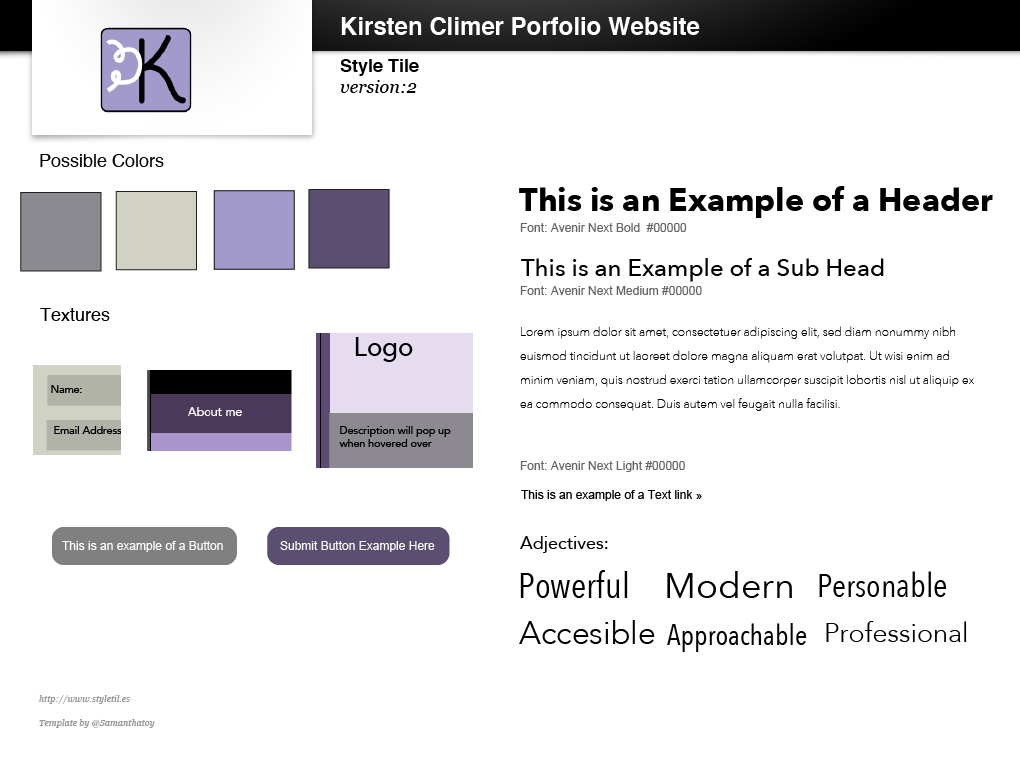 Kirsten Climer Porfolio Website
K
Style Tile
version:2
Possible Colors
Textures
Name:
Email Address
About me
Logo
Description will pop up
when hovered over
This is an example of a Button
Submit Button Example Here
This is an Example of a Header
Font: Avenir Next Bold  #00000
This is an Example of a Sub Head
Font: Avenir Next Medium #00000
Lorem ipsum dolor sit amet, consectetuer adipiscing elit, sed diam nonummy nibh
euismod tincidunt ut laoreet dolore magna aliquam erat volutpat. Ut wisi enim ad
minim veniam, quis nostrud exerci tation ullamcorper suscipit lobortis nisl ut aliquip ex
ea commodo consequat. Duis autem vel feugait nulla facilisi.
Font: Avenir Next Light #00000
This is an example of a Text link »
Adjectives:
Powerful Modern Personable
Accesible Approachable Professional
http://www.styletil.es
Template by @Samanthatoy